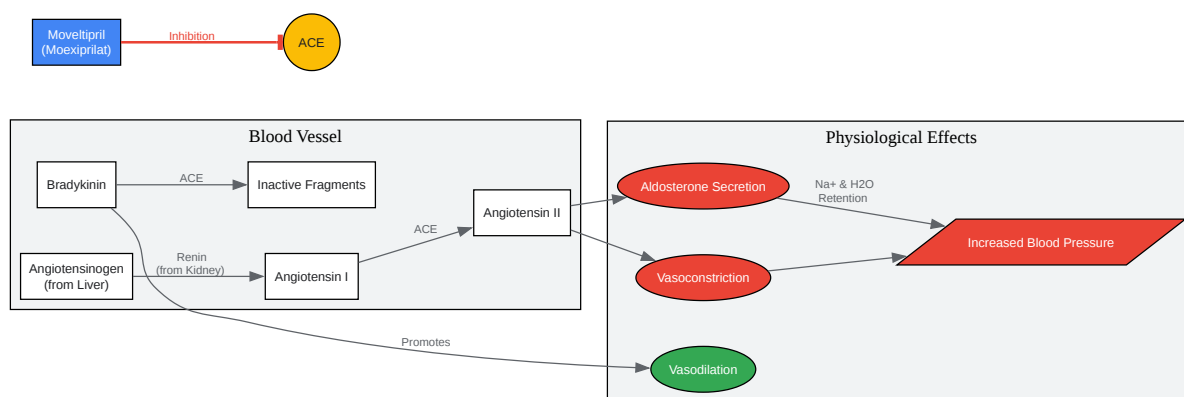 Moveltipril
(Moexiprilat)
Inhibition
ACE
Blood Vessel
Bradykinin
ACE
Inactive Fragments
Angiotensin II
Angiotensinogen
(from Liver)
Renin
(from Kidney)
Angiotensin I
ACE
Promotes
Physiological Effects
Aldosterone Secretion
Na+ & H2O
Retention
Increased Blood Pressure
Vasoconstriction
Vasodilation